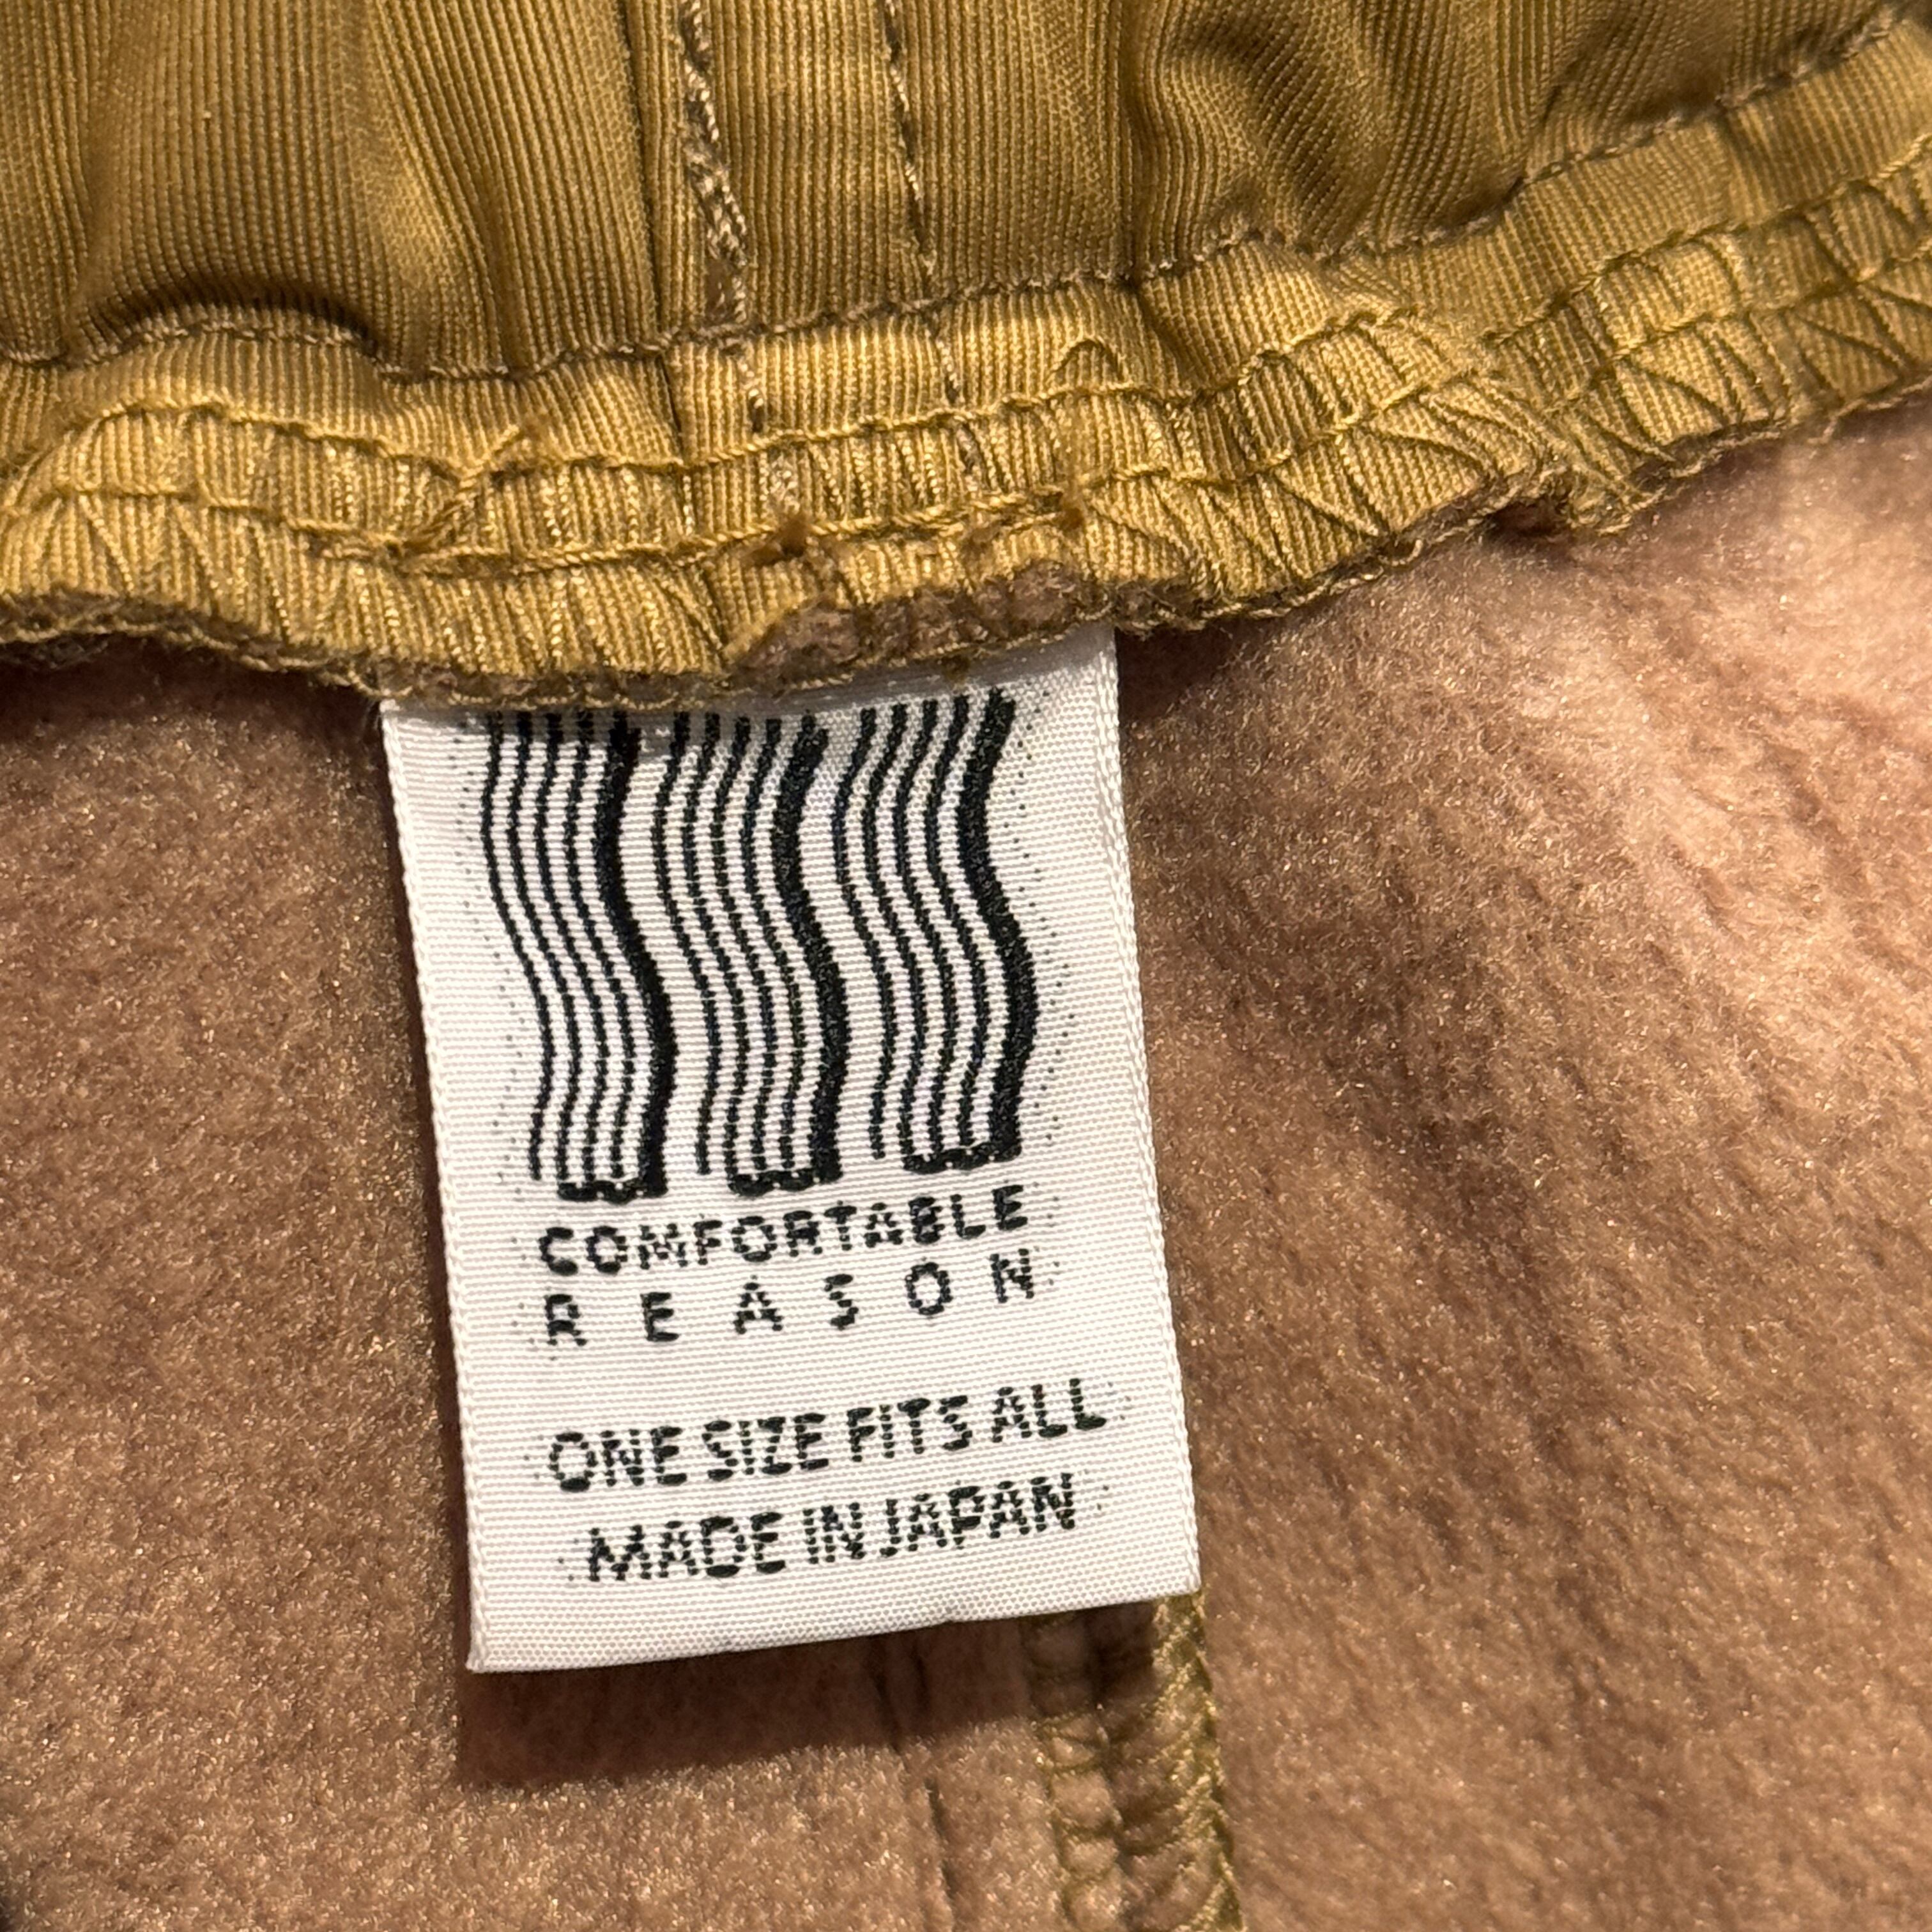 COMFORTABLE
REASON
ONE SIZE FITS ALL
MADE IN JAPAN